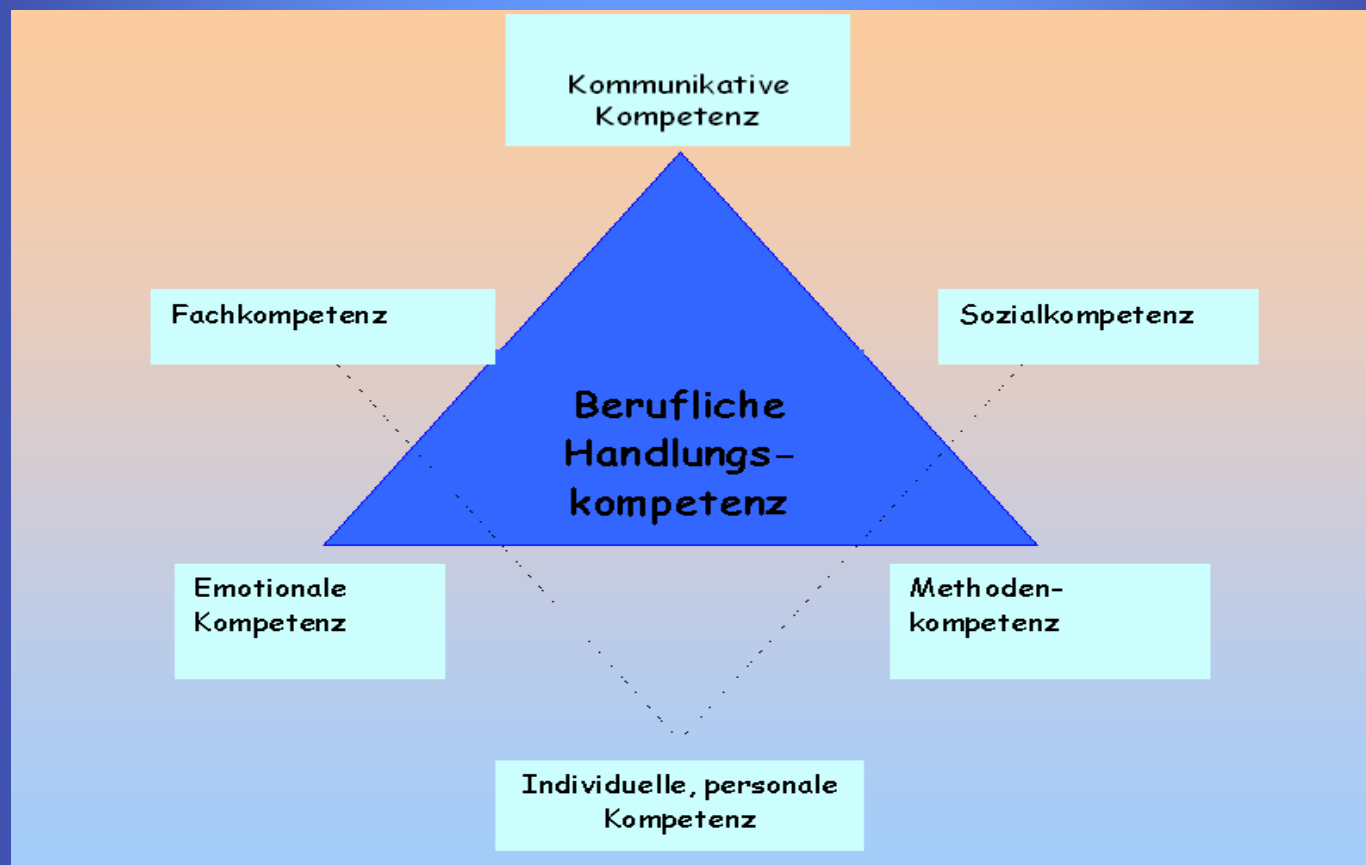 Kommunikative
Kompetenz
Fachkompetenz
Sozialkompetenz
Berufliche
Handlungs-
kompetenz
Emotionale
Kompetenz
Methoden-
kompetenz
Individuelle, personale
Kompetenz